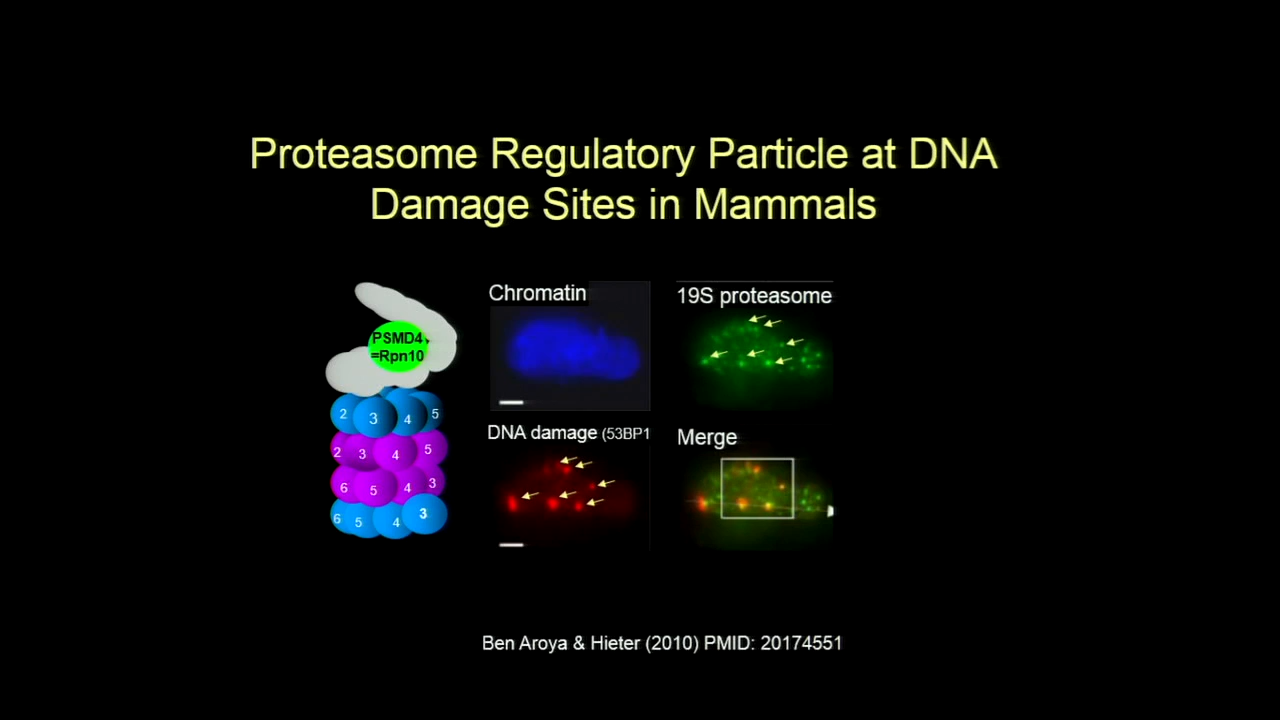 Proteasome Regulatory Particle at DNA
Damage Sites in Mammals
PSMD4
=Rpn10
2 3 4 5
2 3 4 5
6 5 4 3
6 5 4 3
Chromatin
19S proteasome
DNA damage (53BP1
Merge
Ben Aroya & Hieter (2010) PMID: 20174551